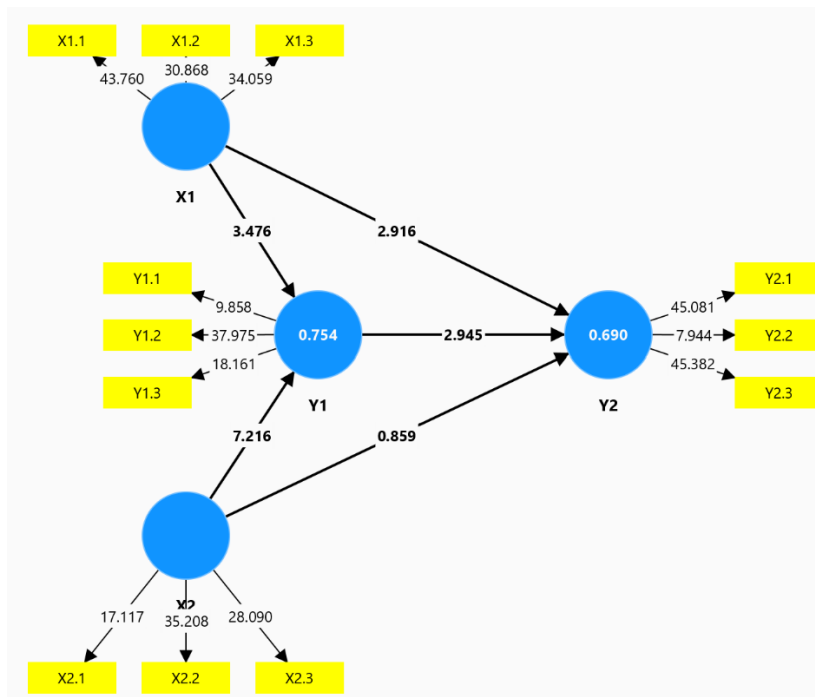 X1.1 X1.2 X1.3
43.760 30.868 34.059
X1
3.476 2.916
Y1.1 Y2.1
9.858 45.081
Y1.2 37.975 0.754 2.945 0.690 7.944 Y2.2
18.161 45.382
Y1.3 Y2.3
Y1 Y2
7.216 0.859
X2
17.117 35.208 28.090
X2.1 X2.2 X2.3